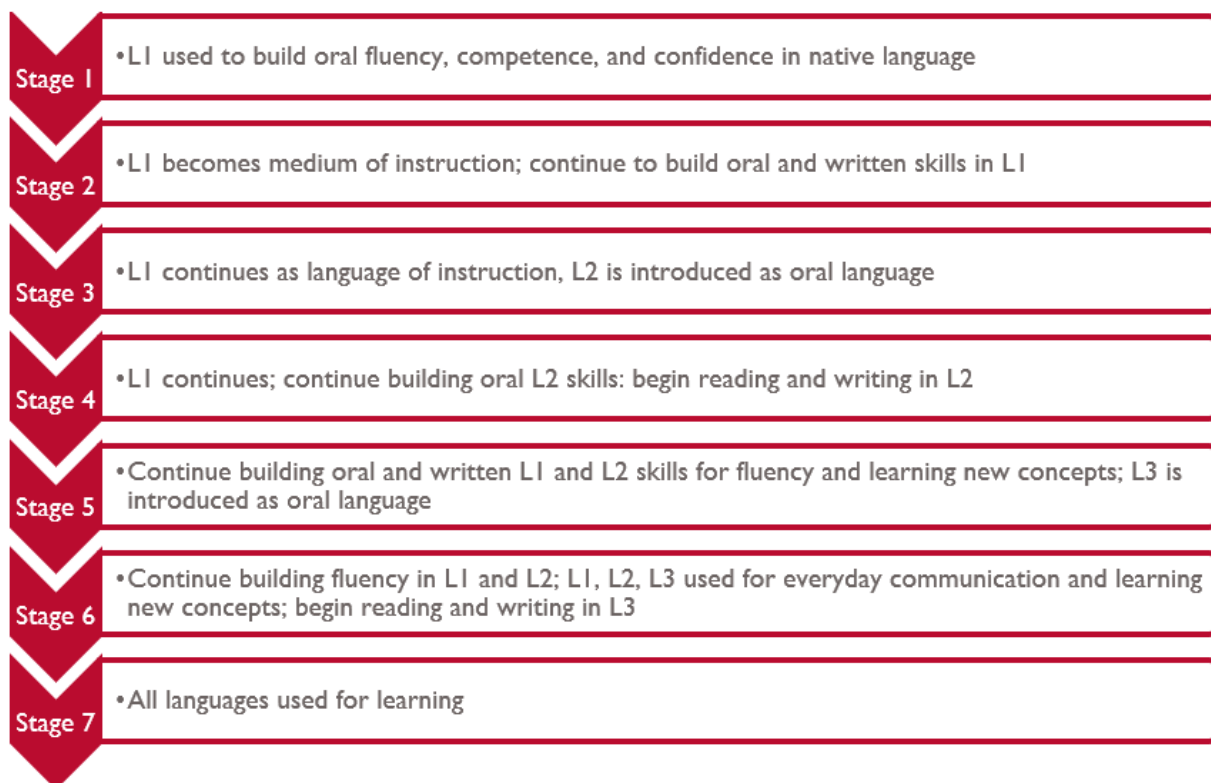 Stage 1
•L1 used to build oral fluency, competence, and confidence in native language
Stage 2
•L1 becomes medium of instruction; continue to build oral and written skills in L1
Stage 3
•L1 continues as language of instruction, L2 is introduced as oral language
Stage 4
•L1 continues; continue building oral L2 skills: begin reading and writing in L2
Stage 5
•Continue building oral and written L1 and L2 skills for fluency and learning new concepts; L3 is
introduced as oral language
Stage 6
•Continue building fluency in L1 and L2; L1, L2, L3 used for everyday communication and learning
new concepts; begin reading and writing in L3
Stage 7
•All languages used for learning